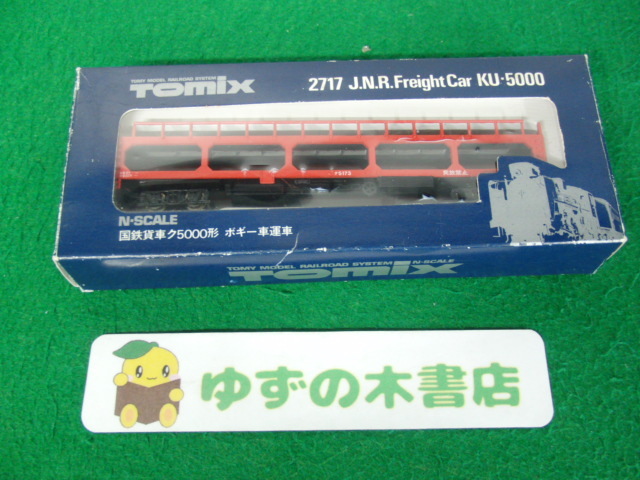 TOMY MODEL RAILROAD SYSTEM
TOMIX
2717 J.N.R. Freight Car KU-5000
N-SCALE
国鉄貨車ク5000形 ボギー車運車
TOMY MODEL RAILROAD SYSTEM N-SCALE
TOMIX
ゆずの木書店